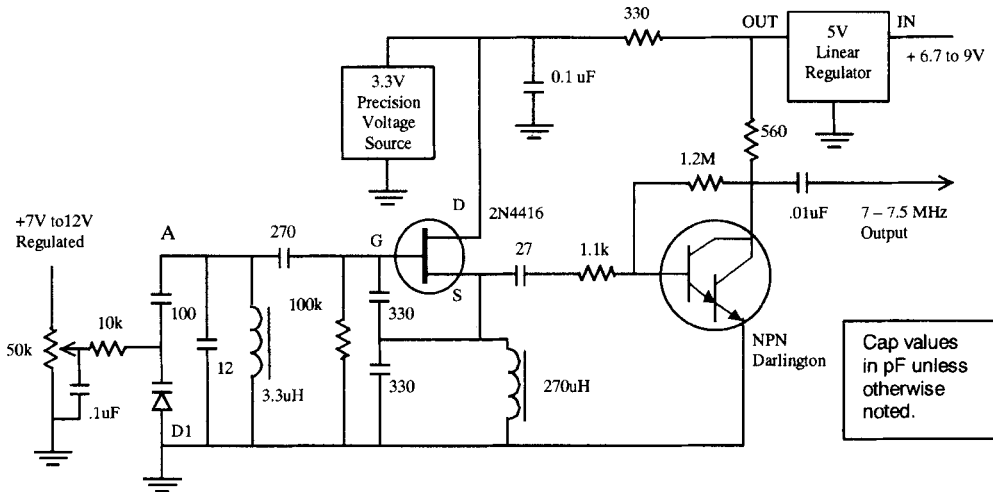 330
OUT
5V
Linear
Regulator
IN
+ 6.7 to 9V
3.3V
Precision
Voltage
Source
0.1 uF
560
1.2M
.01uF
7 – 7.5 MHz
Output
+7V to12V
Regulated
A
270
G
D
2N4416
S
27
1.1k
100
100k
330
10k
50k
12
3.3uH
330
270uH
NPN
Darlington
.1uF
D1
Cap values
in pF unless
otherwise
noted.